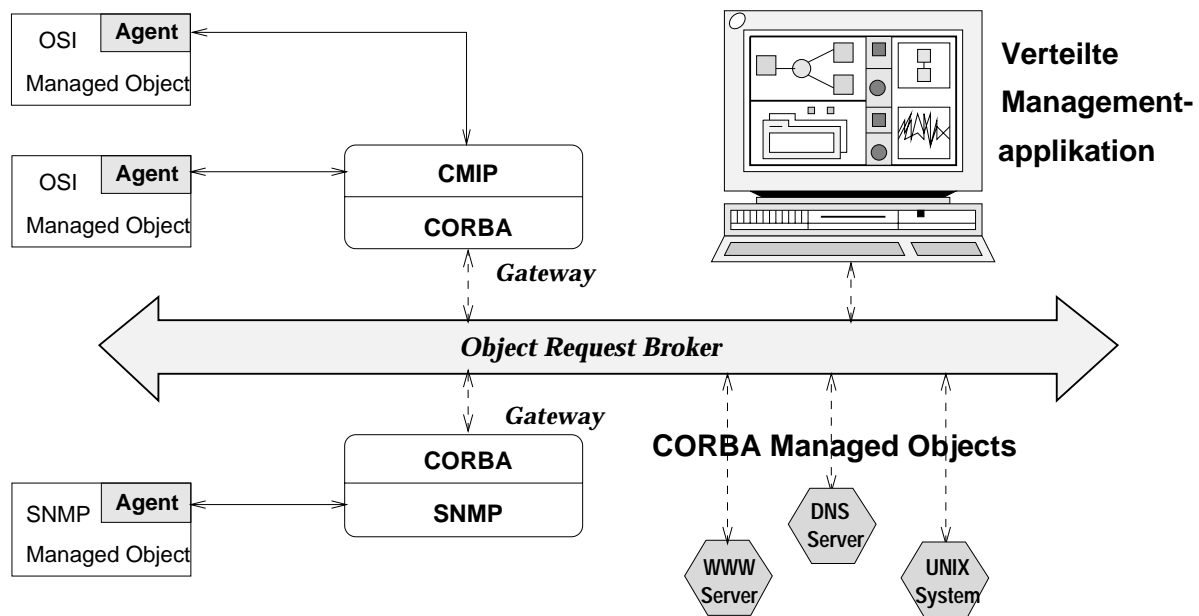 OSI
Agent
Managed Object
OSI
Agent
Managed Object
CMIP
CORBA
Gateway
Verteilte
Management-
applikation
Object Request Broker
Gateway
CORBA
SNMP
SNMP
Agent
Managed Object
CORBA Managed Objects
WWW
Server
DNS
Server
UNIX
System